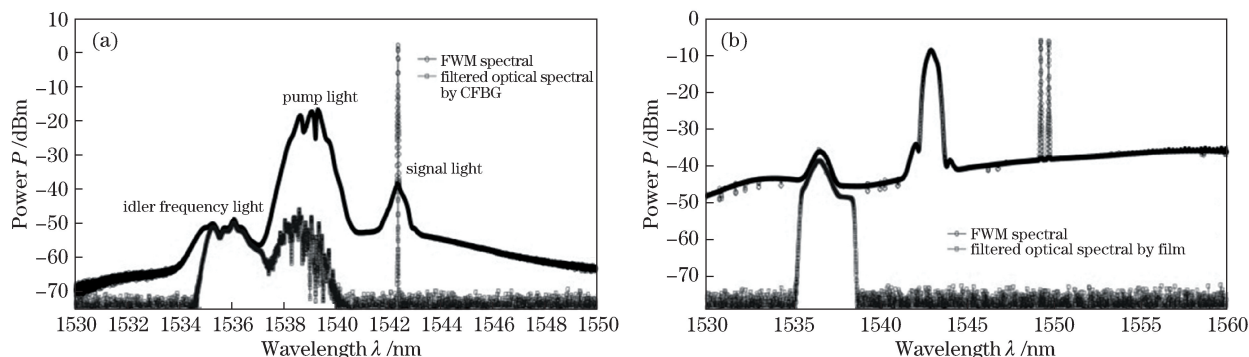 10
0
−10
−20
−30
−40
−50
−60
−70
Power P /dBm
(a)
FWM spectral
filtered optical spectral
by CFBG
pump light
signal light
idler frequency light
1530 1532 1534 1536 1538 1540 1542 1544 1546 1548 1550
Wavelength λ /nm
0
−10
−20
−30
−40
−50
−60
−70
Power P /dBm
(b)
FWM spectral
filtered optical spectral by film
1530 1535 1540 1545 1550 1555 1560
Wavelength λ /nm